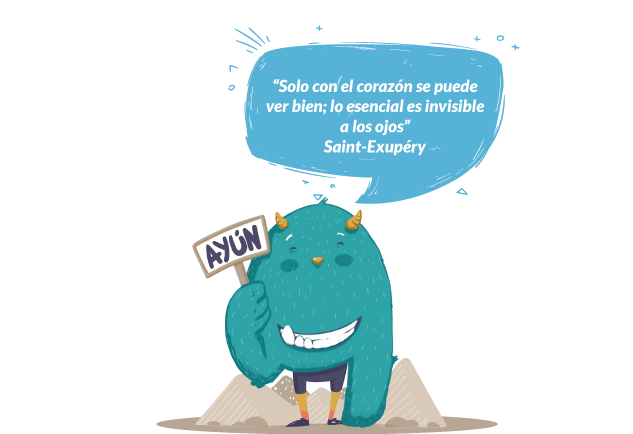 “Solo con el corazón se puede
ver bien; lo esencial es invisible
a los ojos”
Saint-Exupéry
AYÚN